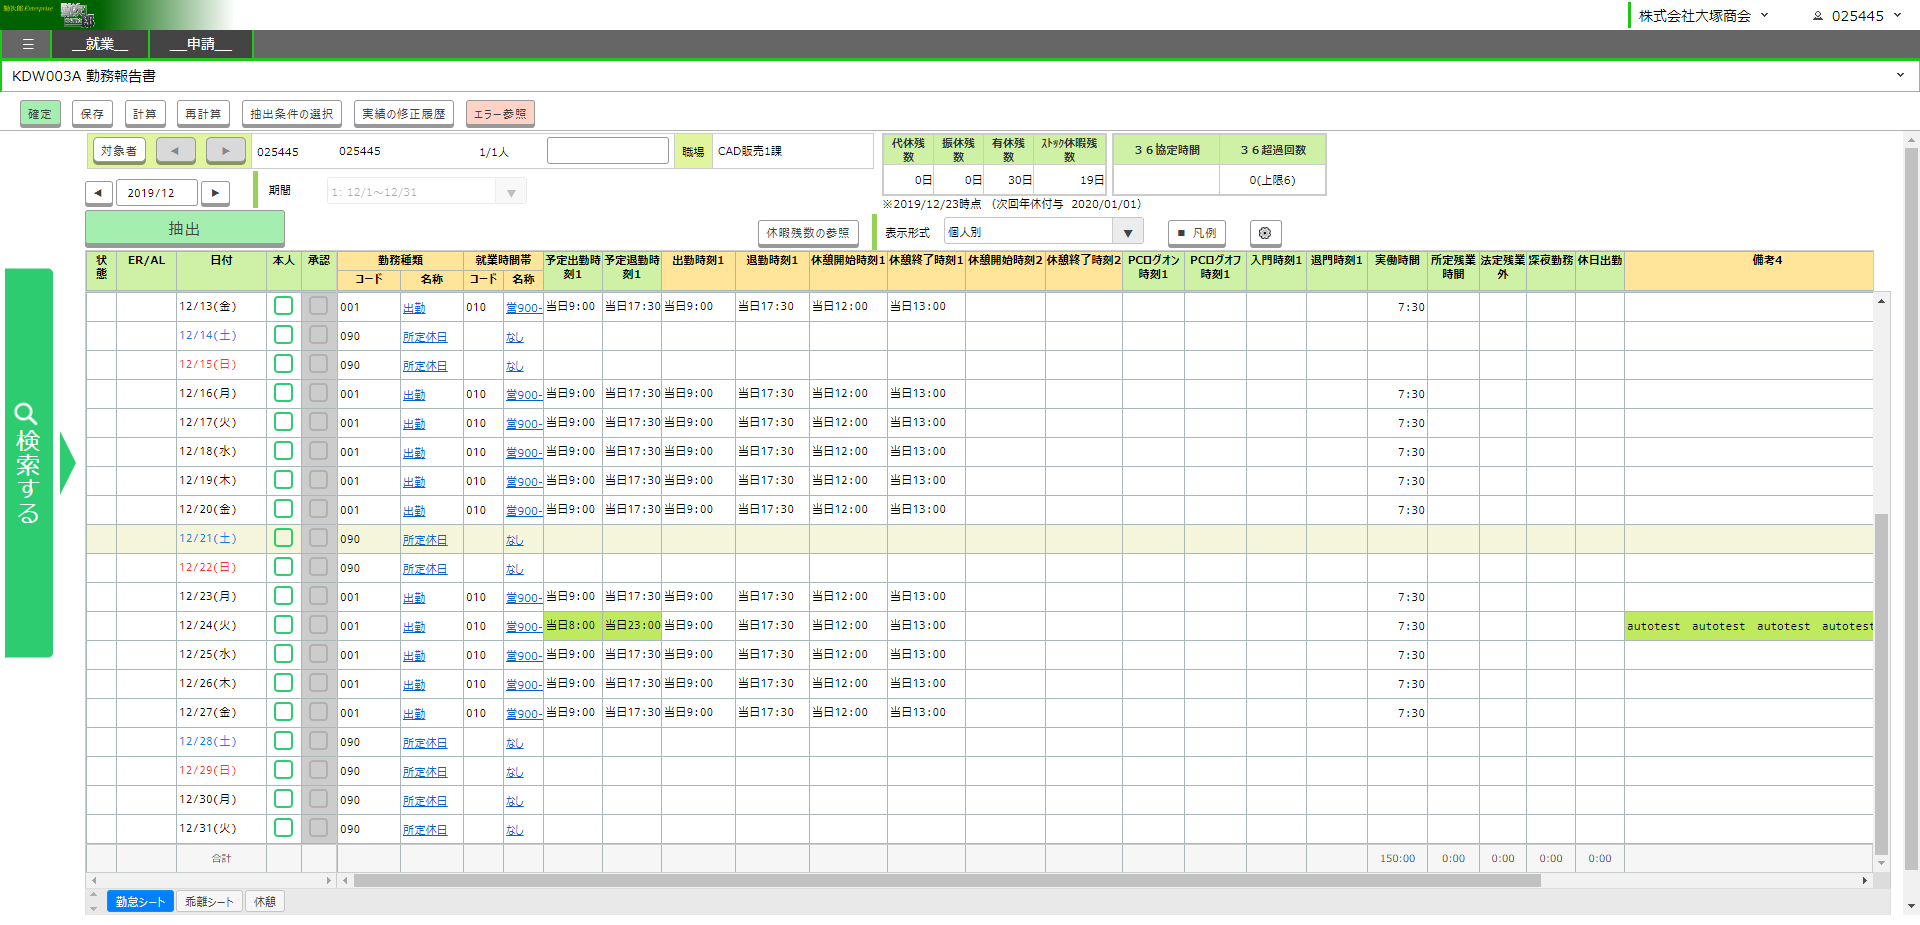 勤次郎Enterprise
株式会社大塚商会 025445
☰ __就業__ __申請__
KDW003A 勤務報告書
確定 保存 計算 再計算 抽出条件の選択 実績の修正履歴 エラー参照
対象者 ◀ ▶ 025445 025445 1/1人 職場 CAD販売1課
代休残数 振休残数 有休残数 ストック休暇残数 3 6協定時間 3 6超過回数
0日 0日 30日 19日 0(上限6)
◀ 2019/12 ▶ 期間 1: 12/1～12/31 ▼
※2019/12/23時点 (次回年休付与 2020/01/01)
抽出 休暇残数の参照 表示形式 個人別 ▼ ■ 凡例
状態 ER/AL 日付 本人 承認 勤務種類 就業時間帯 予定出勤時刻1 予定退勤時刻1 出勤時刻1 退勤時刻1 休憩開始時刻1 休憩終了時刻1 休憩開始時刻2 休憩終了時刻2 PCログオン時刻1 PCログオフ時刻1 入門時刻1 退門時刻1 実働時間 所定残業時間 法定残業外 深夜勤務 休日出勤 備考4
コード 名称 コード 名称
12/13(金) 001 出勤 010 営900- 当日9:00 当日17:30 当日9:00 当日17:30 当日12:00 当日13:00 7:30
12/14(土) 090 所定休日 なし
12/15(日) 090 所定休日 なし
12/16(月) 001 出勤 010 営900- 当日9:00 当日17:30 当日9:00 当日17:30 当日12:00 当日13:00 7:30
12/17(火) 001 出勤 010 営900- 当日9:00 当日17:30 当日9:00 当日17:30 当日12:00 当日13:00 7:30
12/18(水) 001 出勤 010 営900- 当日9:00 当日17:30 当日9:00 当日17:30 当日12:00 当日13:00 7:30
12/19(木) 001 出勤 010 営900- 当日9:00 当日17:30 当日9:00 当日17:30 当日12:00 当日13:00 7:30
12/20(金) 001 出勤 010 営900- 当日9:00 当日17:30 当日9:00 当日17:30 当日12:00 当日13:00 7:30
12/21(土) 090 所定休日 なし
12/22(日) 090 所定休日 なし
12/23(月) 001 出勤 010 営900- 当日9:00 当日17:30 当日9:00 当日17:30 当日12:00 当日13:00 7:30
12/24(火) 001 出勤 010 営900- 当日8:00 当日23:00 当日9:00 当日17:30 当日12:00 当日13:00 7:30 autotest autotest autotest autotest
12/25(水) 001 出勤 010 営900- 当日9:00 当日17:30 当日9:00 当日17:30 当日12:00 当日13:00 7:30
12/26(木) 001 出勤 010 営900- 当日9:00 当日17:30 当日9:00 当日17:30 当日12:00 当日13:00 7:30
12/27(金) 001 出勤 010 営900- 当日9:00 当日17:30 当日9:00 当日17:30 当日12:00 当日13:00 7:30
12/28(土) 090 所定休日 なし
12/29(日) 090 所定休日 なし
12/30(月) 090 所定休日 なし
12/31(火) 090 所定休日 なし
合計 150:00 0:00 0:00 0:00 0:00
勤怠シート 乖離シート 休憩
検索する